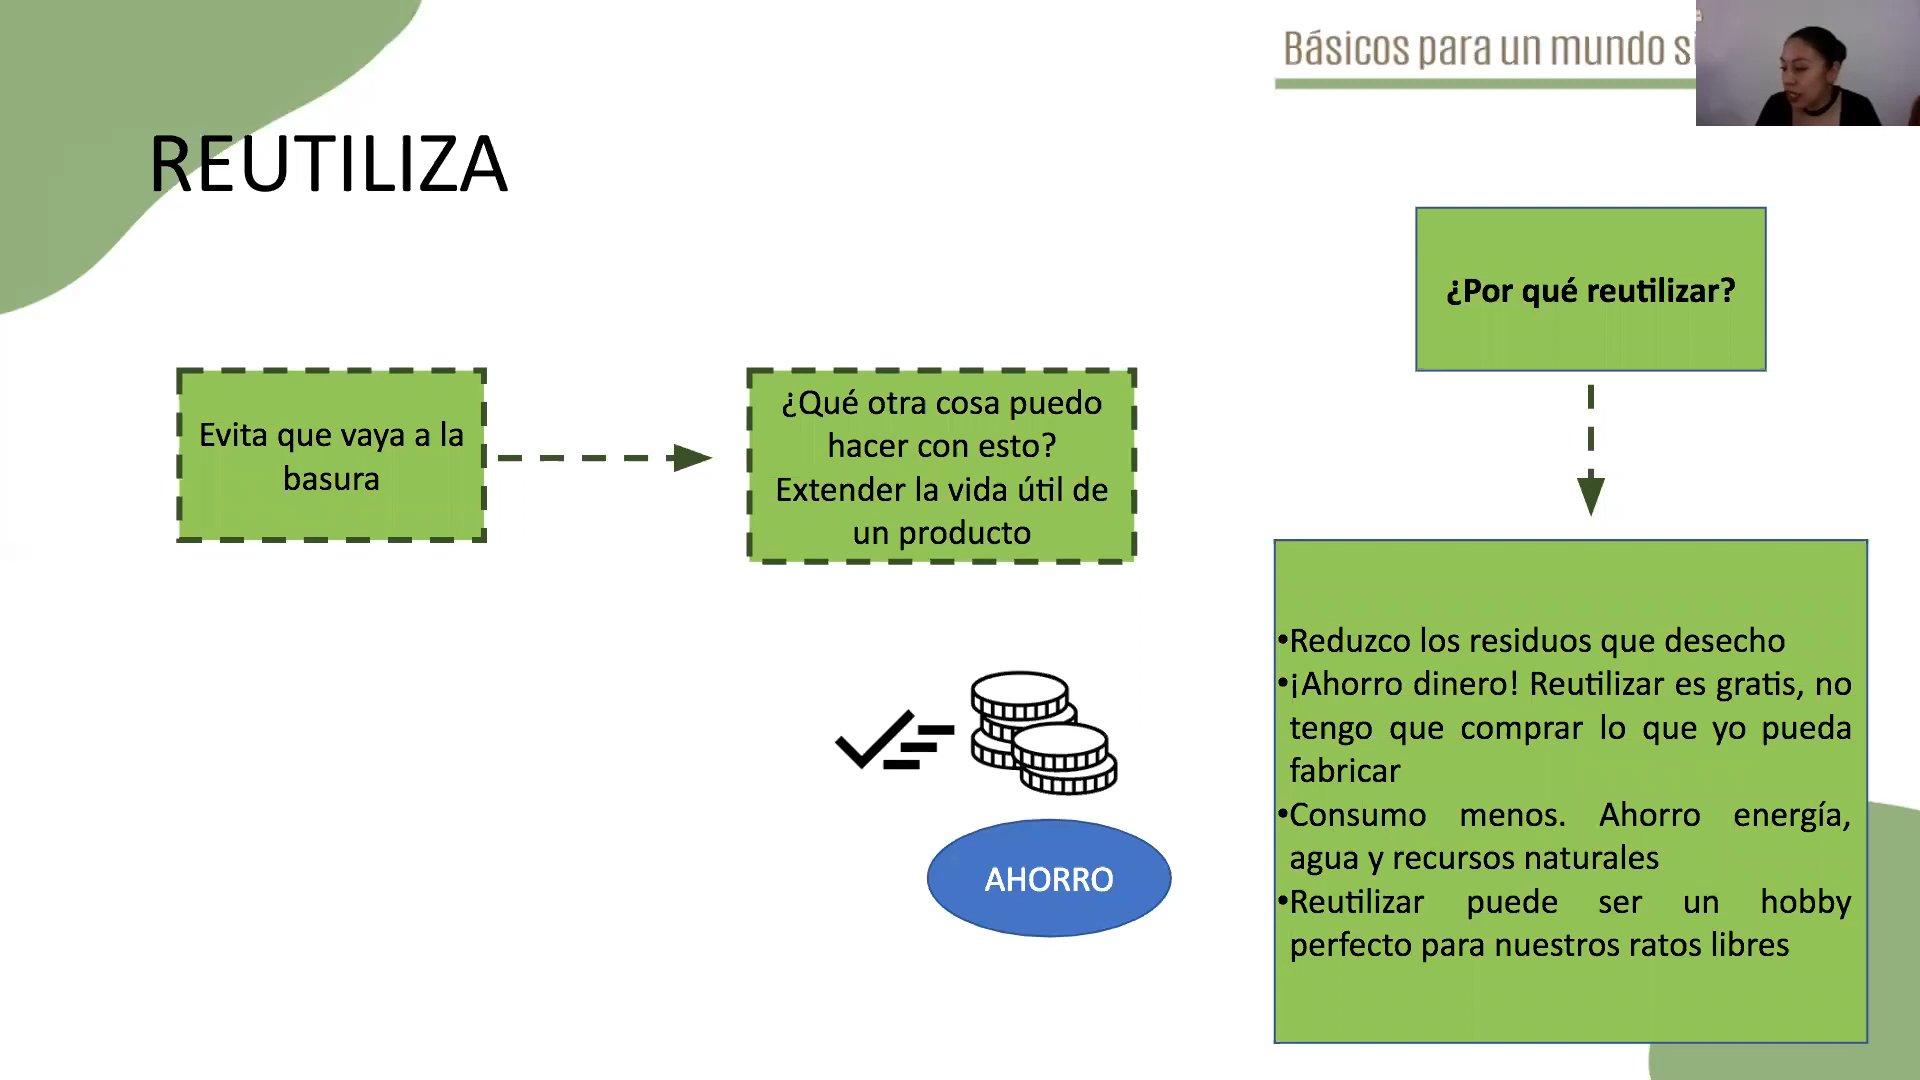 Básicos para un mundo
REUTILIZA
Evita que vaya a la
basura
¿Qué otra cosa puedo
hacer con esto?
Extender la vida útil de
un producto
AHORRO
¿Por qué reutilizar?
•Reduzco los residuos que desecho
•¡Ahorro dinero! Reutilizar es gratis, no
tengo que comprar lo que yo pueda
fabricar
•Consumo menos. Ahorro energía,
agua y recursos naturales
•Reutilizar puede ser un hobby
perfecto para nuestros ratos libres